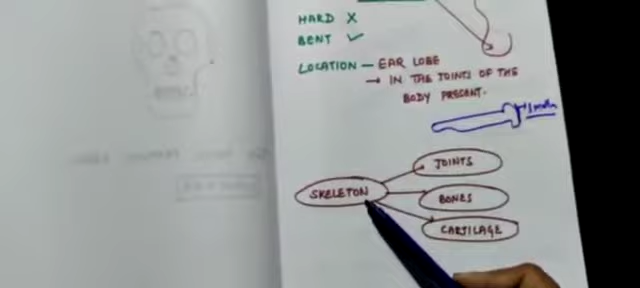 HARD X
BENT ✓
LOCATION — EAR LOBE
→ IN THE JOINTS OF THE
BODY PRESENT.
JOINTS
SKELETON
BONES
CARTILAGE